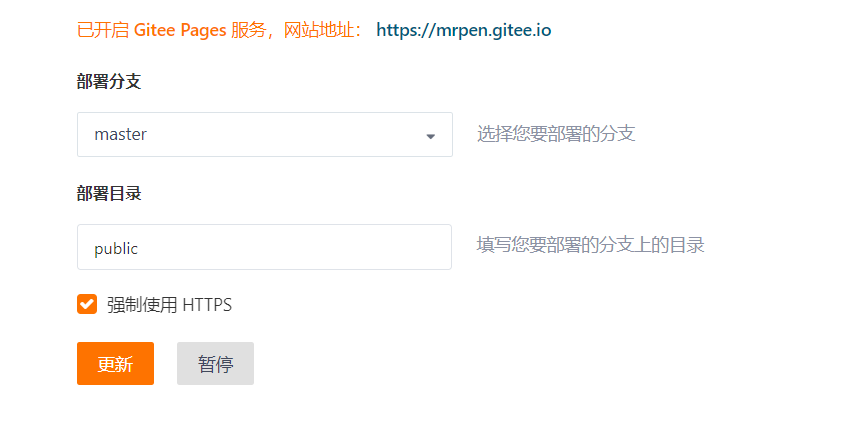 已开启 Gitee Pages 服务，网站地址： https://mrpen.gitee.io
部署分支
master 选择您要部署的分支
部署目录
public 填写您要部署的分支上的目录
强制使用 HTTPS
更新 暂停